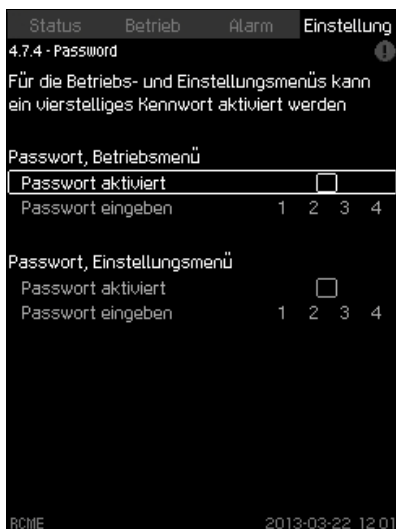 Status Betrieb Alarm Einstellung
4.7.4 - Password
Für die Betriebs- und Einstellungsmenüs kann
ein vierstelliges Kennwort aktiviert werden
Passwort, Betriebsmenü
Passwort aktiviert
Passwort eingeben 1 2 3 4
Passwort, Einstellungsmenü
Passwort aktiviert
Passwort eingeben 1 2 3 4
RCME 2013-03-22 12:01